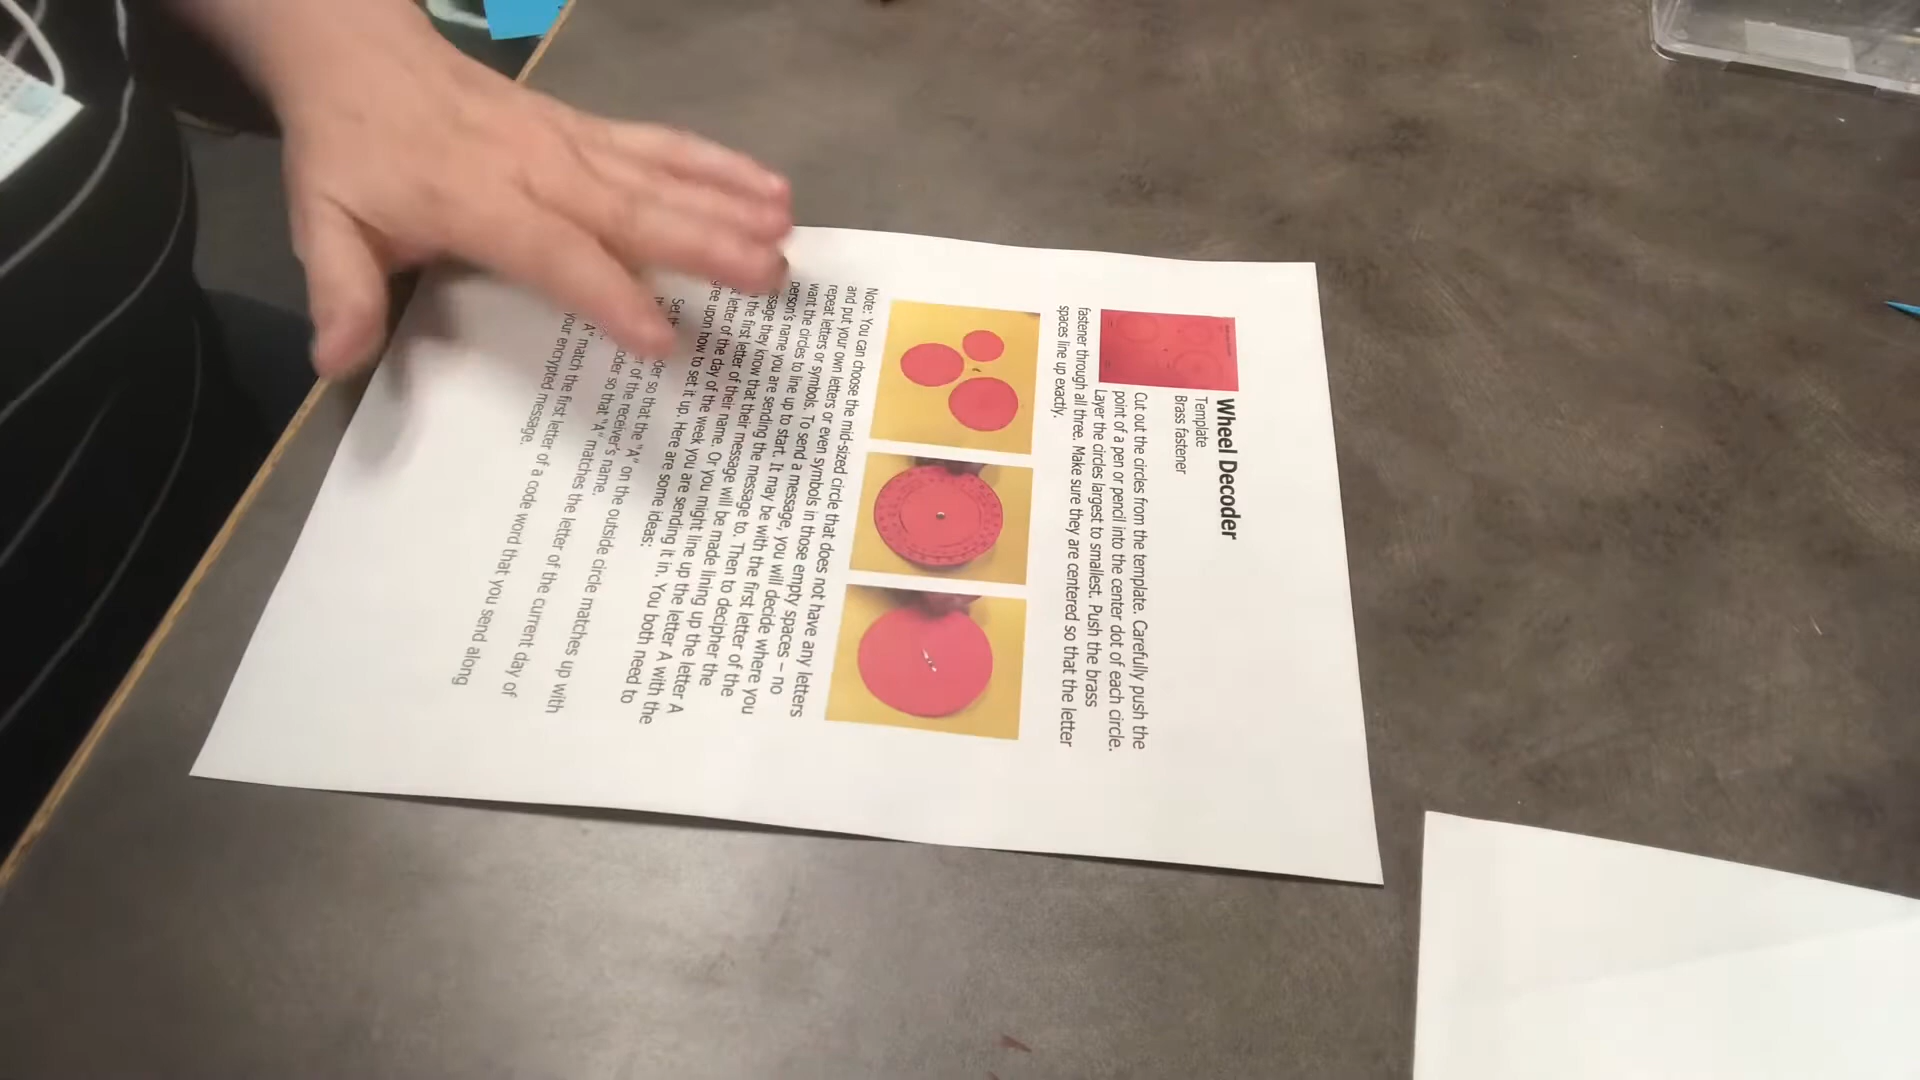 Wheel Decoder
Template
Brass fastener
Cut out the circles from the template. Carefully push the
point of a pen or pencil into the center dot of each circle.
Layer the circles largest to smallest. Push the brass
fastener through all three. Make sure they are centered so that the letter
spaces line up exactly.
Note: You can choose the mid-sized circle that does not have any letters
and put your own letters or even symbols in those empty spaces – no
repeat letters or symbols. To send a message, you will decide where you
want the circles to line up to start. It may be with the first letter of the
person's name you are sending the message to. Then to decipher the
message they know that their message will be made lining up the letter A
the first letter of their name. Or you might line up the letter A with the
letter of the day of the week you are sending it in. You both need to
upon how to set it up. Here are some ideas:
Set so that the "A" on the outside circle matches up with
of the receiver's name.
so that "A" matches the letter of the current day of
"A" match the first letter of a code word that you send along
your encrypted message.